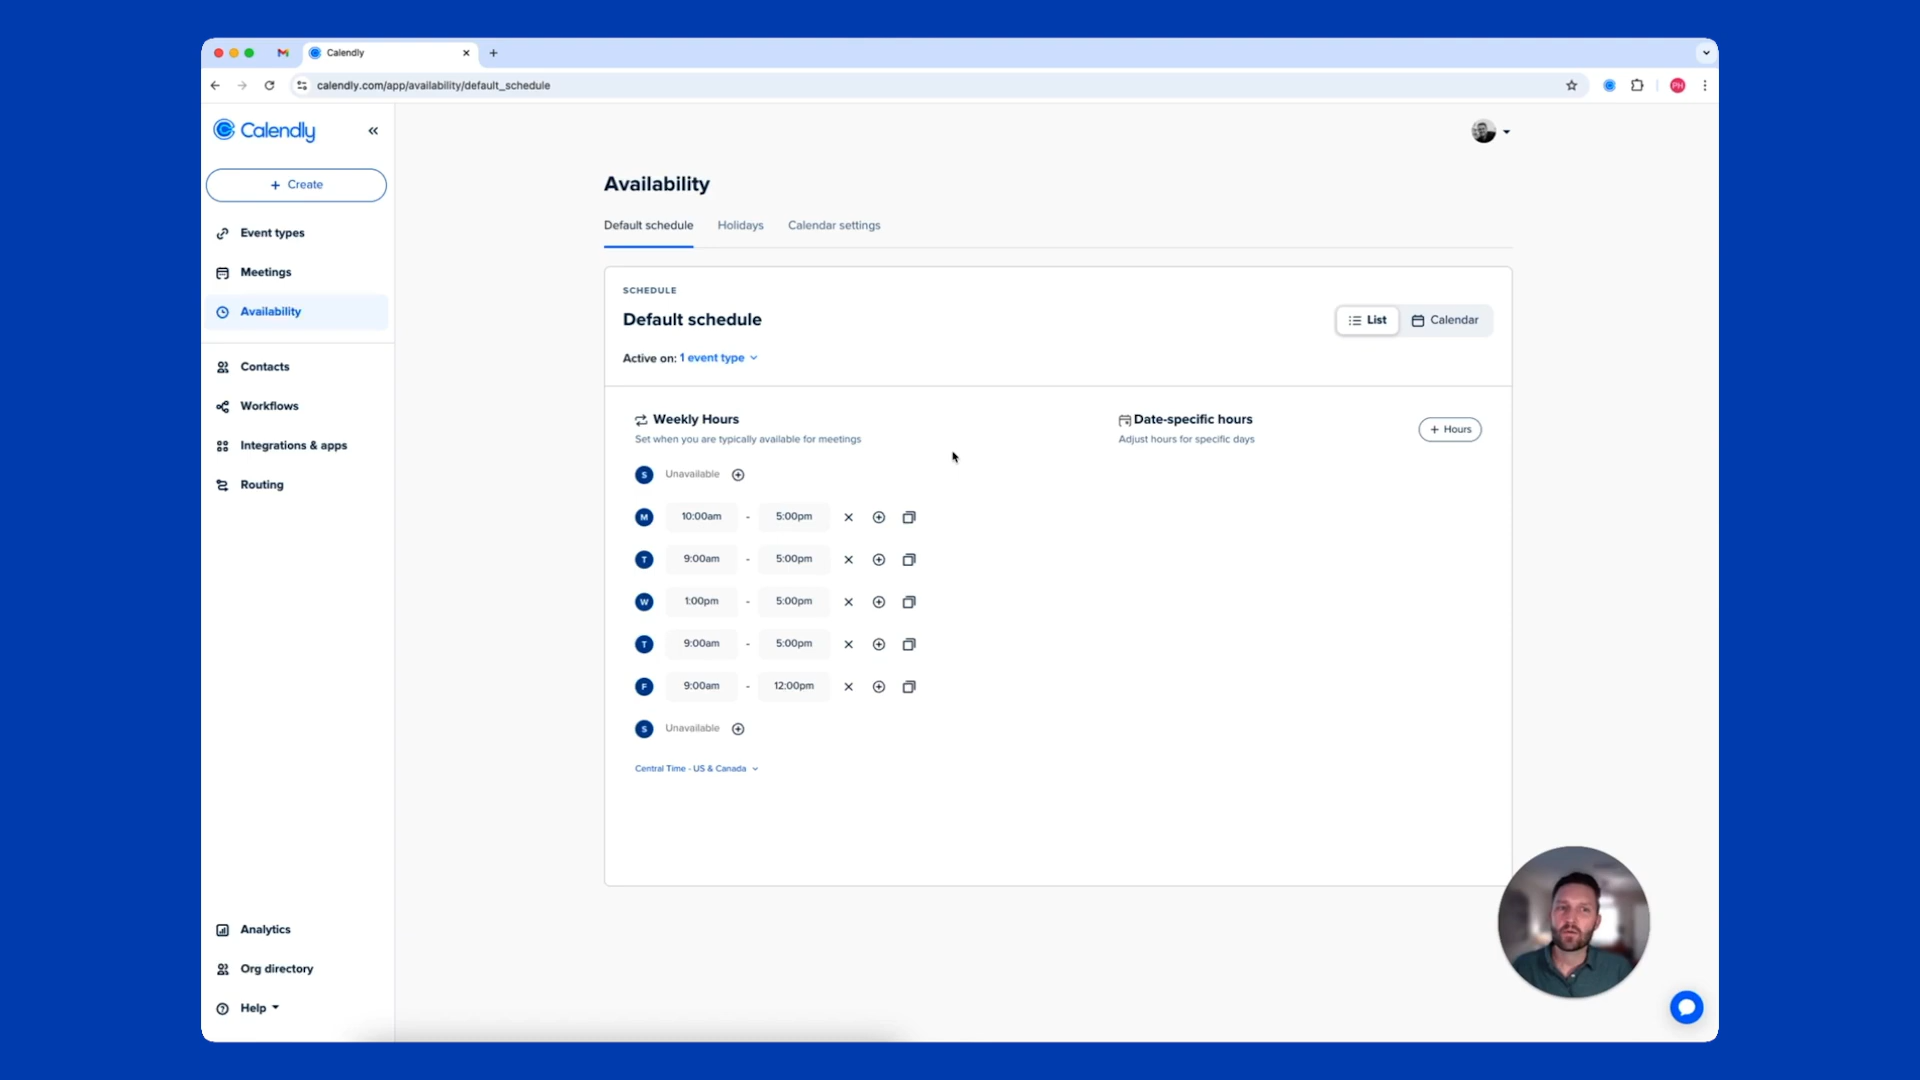 Calendly
calendly.com/app/availability/default_schedule
PH
Calendly
+ Create
Event types
Meetings
Availability
Contacts
Workflows
Integrations & apps
Routing
Analytics
Org directory
Help
Availability
Default schedule
Holidays
Calendar settings
SCHEDULE
Default schedule
List
Calendar
Active on: 1 event type
Weekly Hours
Set when you are typically available for meetings
Date-specific hours
Adjust hours for specific days
+ Hours
S Unavailable
M 10:00am - 5:00pm
T 9:00am - 5:00pm
W 1:00pm - 5:00pm
T 9:00am - 5:00pm
F 9:00am - 12:00pm
S Unavailable
Central Time - US & Canada